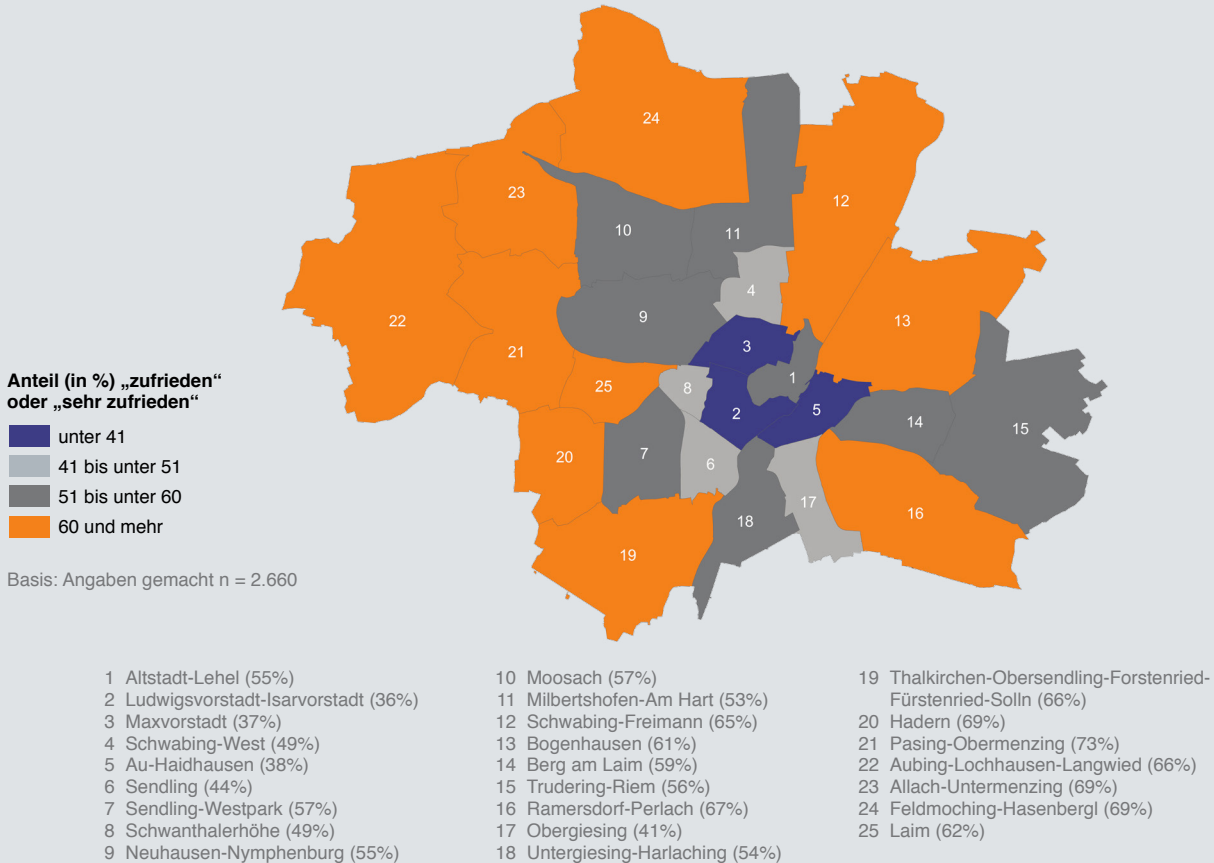 24
23
12
10
11
4
22
9
13
21
3
25
8
1
2
5
14
15
20
7
6
17
18
16
19
Anteil (in %) „zufrieden“
oder „sehr zufrieden“
unter 41
41 bis unter 51
51 bis unter 60
60 und mehr
Basis: Angaben gemacht n = 2.660
1 Altstadt-Lehel (55%)
2 Ludwigsvorstadt-Isarvorstadt (36%)
3 Maxvorstadt (37%)
4 Schwabing-West (49%)
5 Au-Haidhausen (38%)
6 Sendling (44%)
7 Sendling-Westpark (57%)
8 Schwanthalerhöhe (49%)
9 Neuhausen-Nymphenburg (55%)
10 Moosach (57%)
11 Milbertshofen-Am Hart (53%)
12 Schwabing-Freimann (65%)
13 Bogenhausen (61%)
14 Berg am Laim (59%)
15 Trudering-Riem (56%)
16 Ramersdorf-Perlach (67%)
17 Obergiesing (41%)
18 Untergiesing-Harlaching (54%)
19 Thalkirchen-Obersendling-Forstenried-
Fürstenried-Solln (66%)
20 Hadern (69%)
21 Pasing-Obermenzing (73%)
22 Aubing-Lochhausen-Langwied (66%)
23 Allach-Untermenzing (69%)
24 Feldmoching-Hasenbergl (69%)
25 Laim (62%)